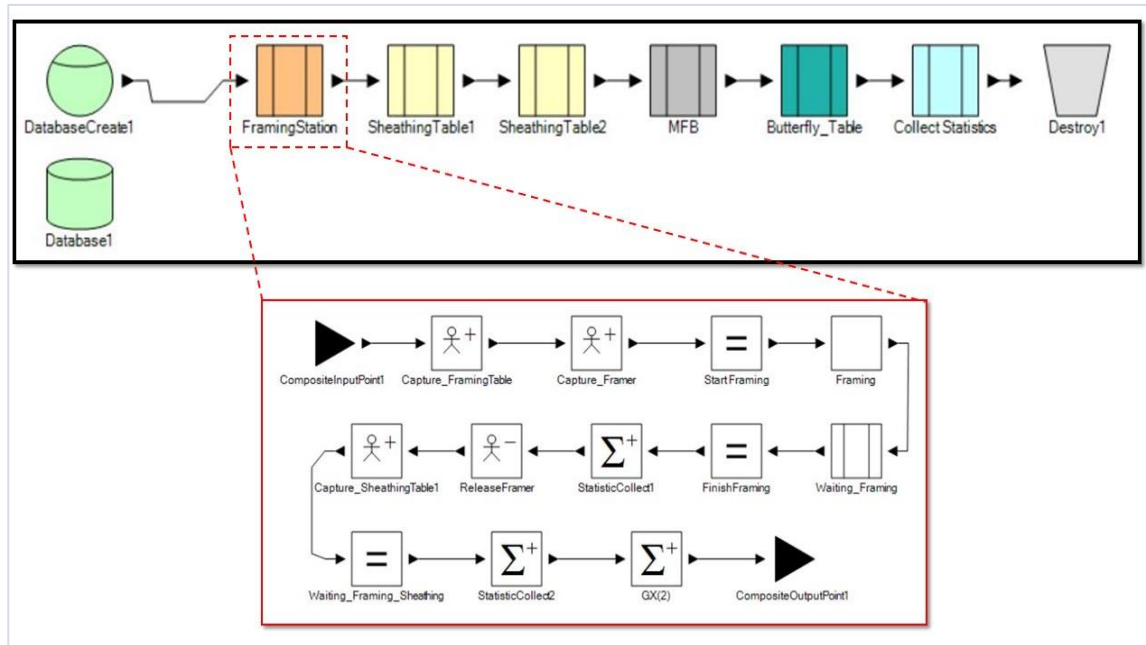 DatabaseCreate1
FramingStation
SheathingTable1
SheathingTable2
MFB
Butterfly_Table
Collect Statistics
Destroy1
Database1
CompositeInputPoint1
+
Capture_FramingTable
+
Capture_Framer
=
StartFraming
Framing
+
Capture_SheathingTable1
−
ReleaseFramer
Σ+
StatisticCollect1
=
FinishFraming
Waiting_Framing
=
Waiting_Framing_Sheathing
Σ+
StatisticCollect2
Σ+
GX(2)
CompositeOutputPoint1